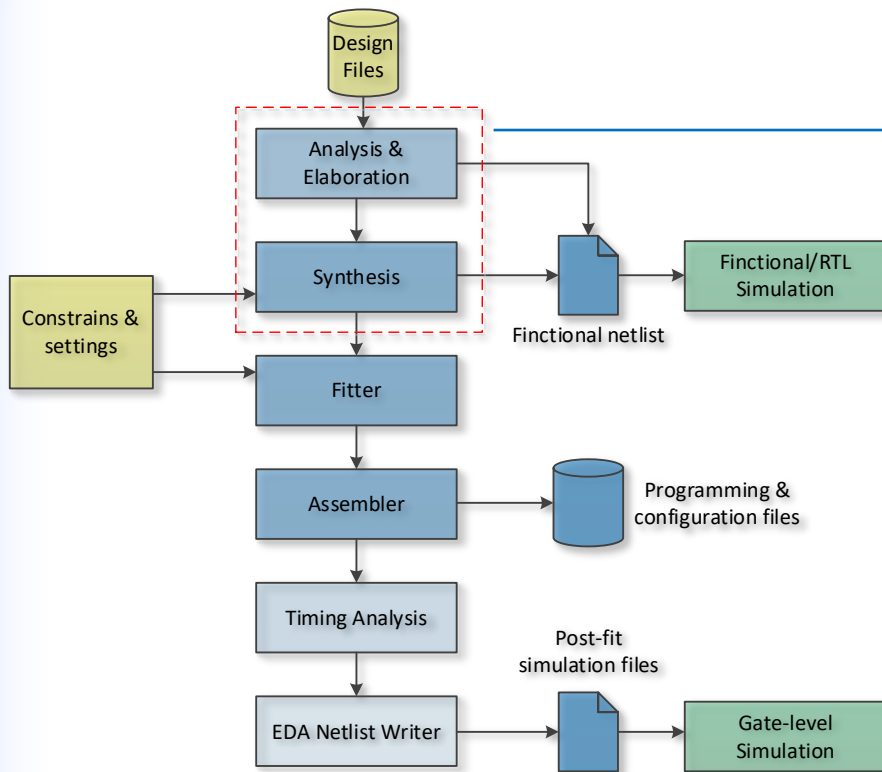 Design
Files
Analysis &
Elaboration
Synthesis
Finctional/RTL
Simulation
Constrains &
settings
Finctional netlist
Fitter
Assembler
Programming &
configuration files
Timing Analysis
Post-fit
simulation files
EDA Netlist Writer
Gate-level
Simulation